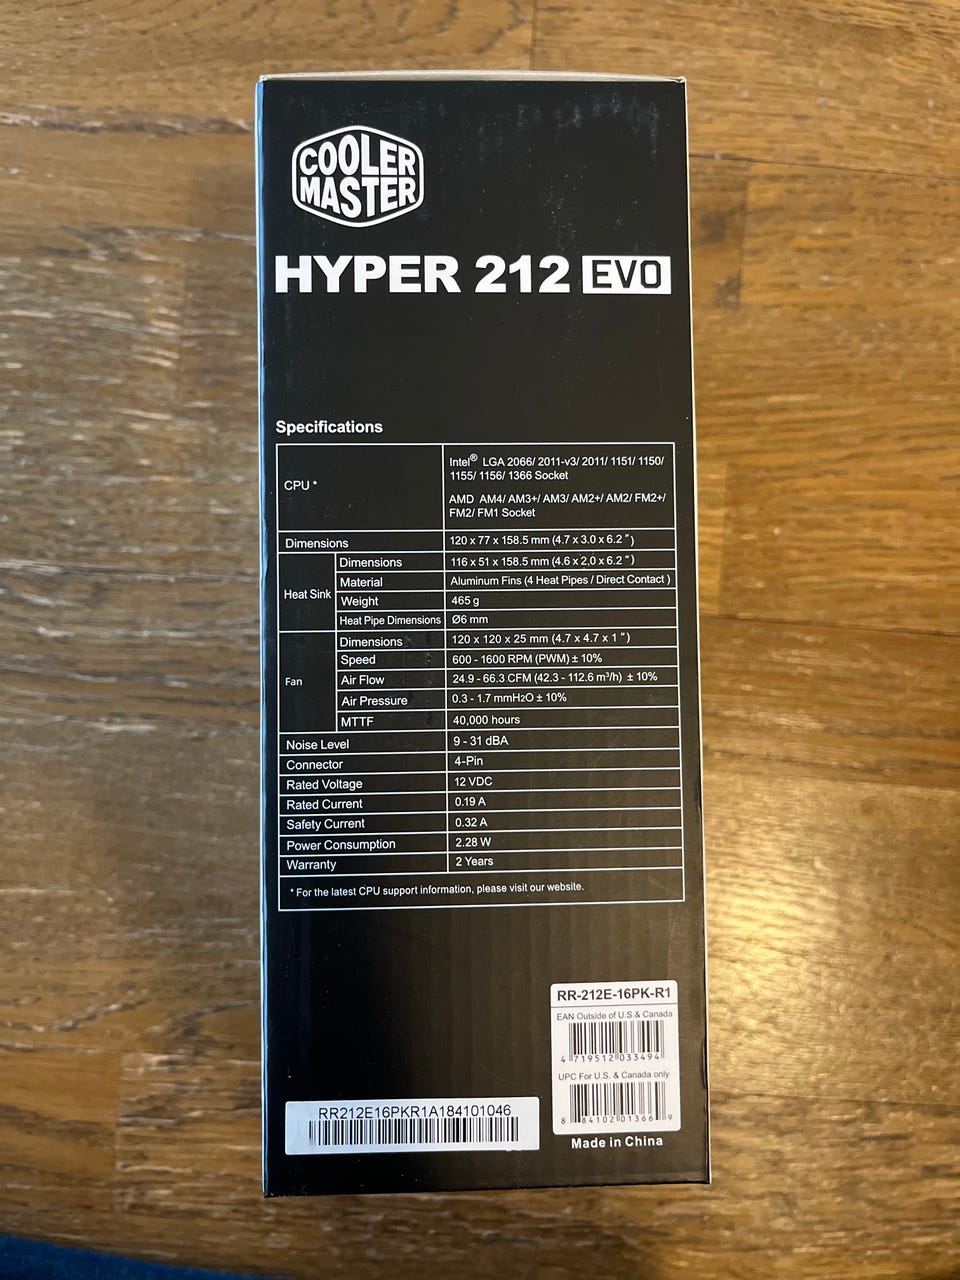 COOLER
MASTER
HYPER 212 EVO
Specifications
CPU *
Intel® LGA 2066/ 2011-v3/ 2011/ 1151/ 1150/
1155/ 1156/ 1366 Socket
AMD AM4/ AM3+/ AM3/ AM2+/ AM2/ FM2+/
FM2/ FM1 Socket
Dimensions 120 x 77 x 158.5 mm (4.7 x 3.0 x 6.2 ")
Heat Sink
Dimensions 116 x 51 x 158.5 mm (4.6 x 2,0 x 6.2 ")
Material Aluminum Fins (4 Heat Pipes / Direct Contact )
Weight 465 g
Heat Pipe Dimensions Ø6 mm
Fan
Dimensions 120 x 120 x 25 mm (4.7 x 4.7 x 1 ")
Speed 600 - 1600 RPM (PWM) ± 10%
Air Flow 24.9 - 66.3 CFM (42.3 - 112.6 m³/h) ± 10%
Air Pressure 0.3 - 1.7 mmH2O ± 10%
MTTF 40,000 hours
Noise Level 9 - 31 dBA
Connector 4-Pin
Rated Voltage 12 VDC
Rated Current 0.19 A
Safety Current 0.32 A
Power Consumption 2.28 W
Warranty 2 Years
* For the latest CPU support information, please visit our website.
RR-212E-16PK-R1
EAN Outside of U.S.& Canada
4 719512 033494
UPC For U.S. & Canada only
8 84102 01366 9
RR212E16PKR1A184101046
Made in China